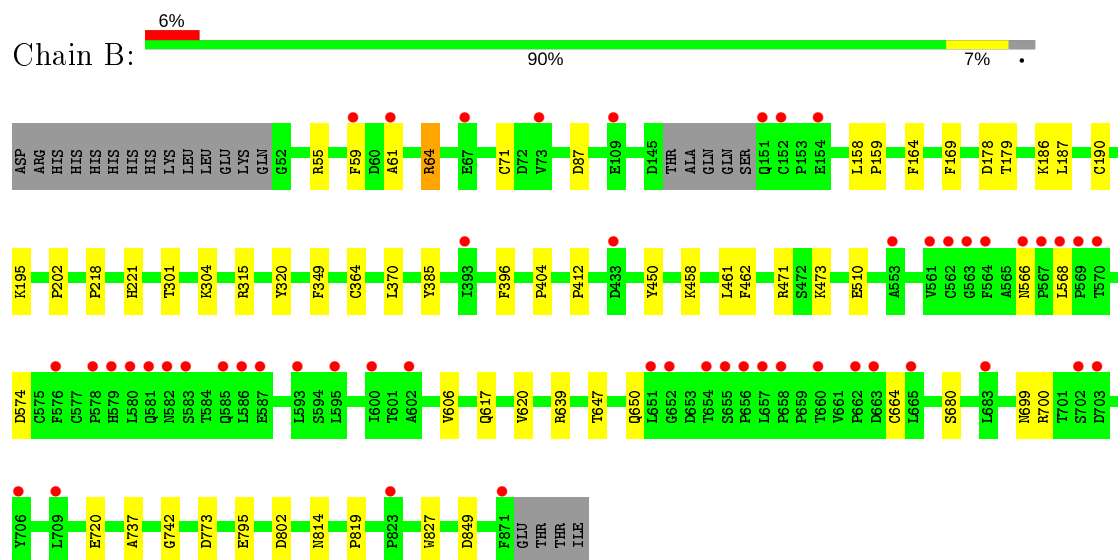 6%
Chain B:
90%
7%
•
ASP ARG HIS HIS HIS HIS HIS HIS LYS LEU LEU GLU LYS GLN G52 R55 F59 D60 A61 R64 E67 C71 D72 V73 D87 E109 D145 THR ALA GLN GLN SER Q151 C152 P153 E154 L158 P159 F164 F169 D178 T179 K186 L187 C190
K195 P202 P218 H221 T301 K304 R315 Y320 F349 C364 L370 Y385 I393 F396 P404 P412 D433 Y450 K458 L461 F462 R471 S472 K473 E510 A553 V561 C562 G563 F564 A565 N566 P567 L568 P569 T570
D574 C575 F576 C577 P578 H579 L580 Q581 N582 S583 T584 Q585 L586 E587 L593 S594 L595 I600 T601 A602 V606 Q617 V620 R639 T647 Q650 L651 G652 D653 T654 S655 P656 L657 P658 P659 T660 V661 P662 D663 C664 L665 S680 L683 N699 R700 T701 S702 D703
Y706 L709 E720 A737 G742 D773 E795 D802 N814 P819 P823 W827 D849 F871 GLU THR THR ILE